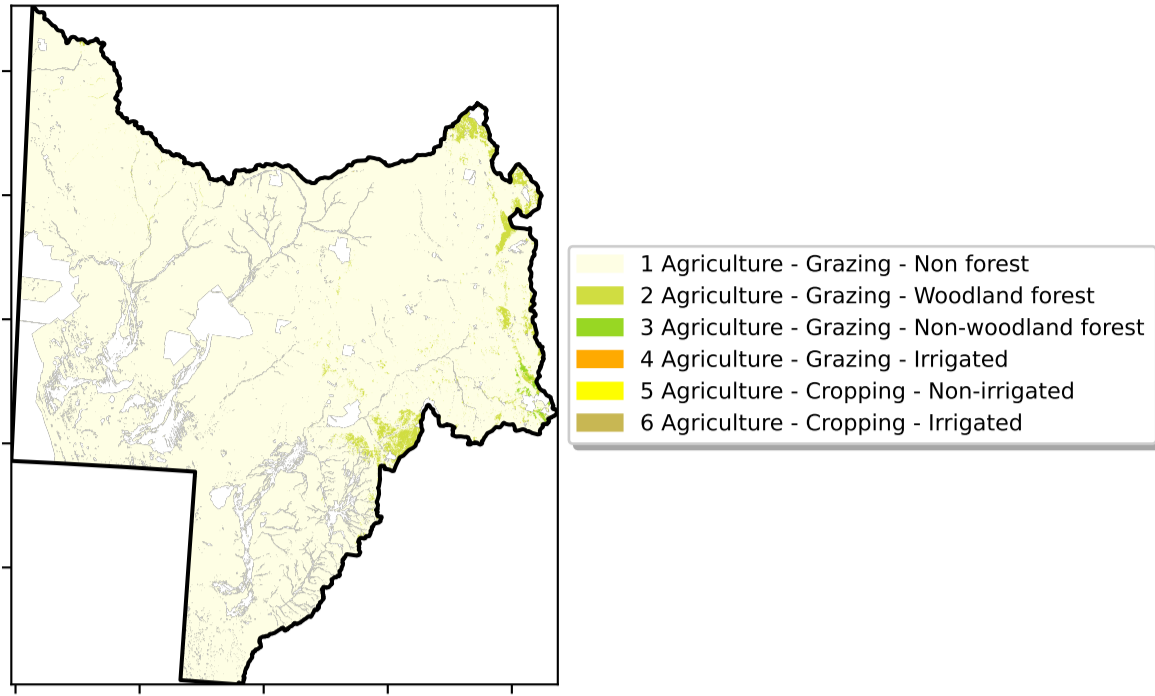 1 Agriculture - Grazing - Non forest
2 Agriculture - Grazing - Woodland forest
3 Agriculture - Grazing - Non-woodland forest
4 Agriculture - Grazing - Irrigated
5 Agriculture - Cropping - Non-irrigated
6 Agriculture - Cropping - Irrigated